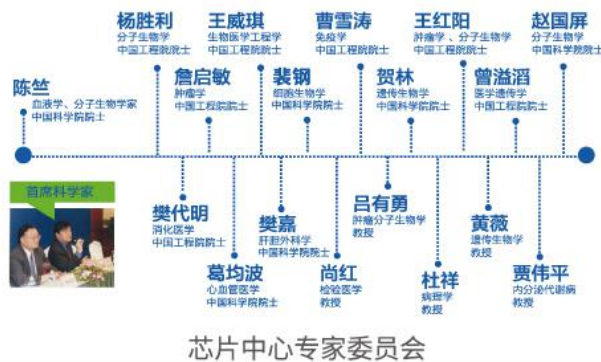 杨胜利
分子生物学
中国工程院院士
王威琪
生物医学工程学
中国工程院院士
曹雪涛
免疫学
中国工程院院士
王红阳
肿瘤学、分子生物学
中国工程院院士
赵国屏
分子生物学
中国科学院院士
陈竺
血液学、分子生物学家
中国科学院院士
詹启敏
肿瘤学
中国工程院院士
裴钢
细胞生物学
中国科学院院士
贺林
遗传生物学
中国科学院院士
曾溢滔
医学遗传学
中国工程院院士
首席科学家
樊代明
消化医学
中国工程院院士
樊嘉
肝胆外科学
中国科学院院士
吕有勇
肿瘤分子生物学
教授
黄薇
遗传生物学
教授
葛均波
心血管医学
中国科学院院士
尚红
检验医学
教授
杜祥
病理学
教授
贾伟平
内分泌代谢病
教授
芯片中心专家委员会